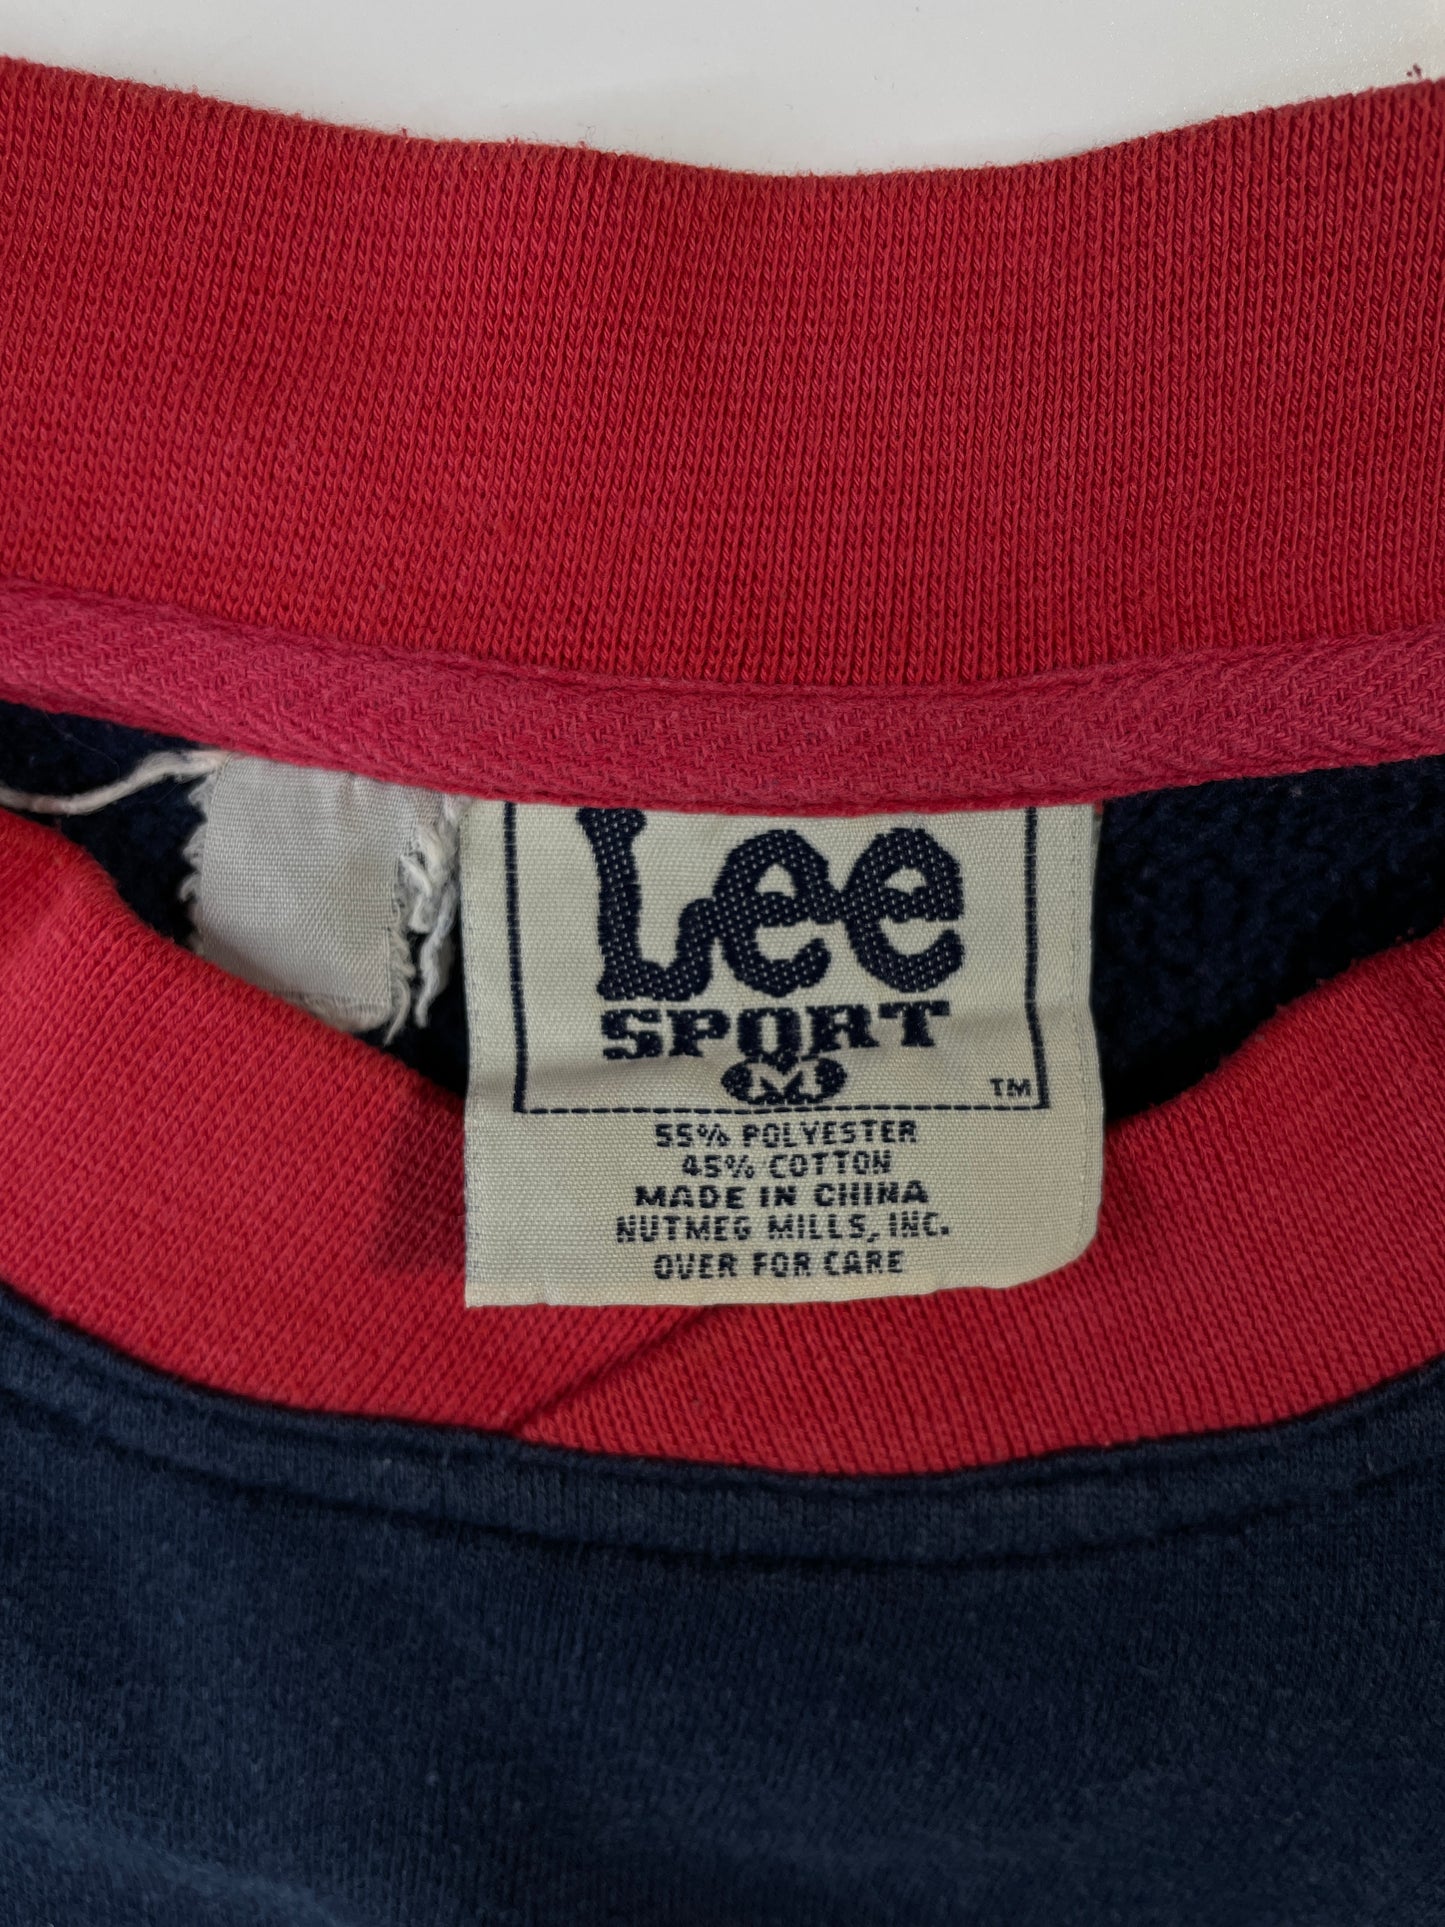 Lee
SPORT
M
TM
55% POLYESTER
45% COTTON
MADE IN CHINA
NUTMEG MILLS, INC.
OVER FOR CARE